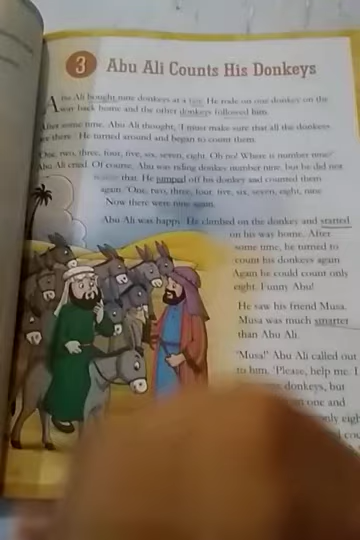 3 Abu Ali Counts His Donkeys
Abu Ali bought nine donkeys at a fair. He rode on one donkey on the
way back home and the other donkeys followed him.
After some time, Abu Ali thought, 'I must make sure that all the donkeys
are there.' He turned around and began to count them.
'One, two, three, four, five, six, seven, eight. Oh no! Where is number nine?'
Abu Ali cried. Of course, Abu was riding donkey number nine, but he did not
that. He jumped off his donkey and counted them
again. 'One, two, three, four, five, six, seven, eight, nine
Now there were nine again.
Abu Ali was happy. He climbed on the donkey and started
on his way home. After
some time, he turned to
count his donkeys again
Again he could count only
eight. Funny Abu!
He saw his friend Musa.
Musa was much smarter
than Abu Ali.
'Musa!' Abu Ali called out
to him. 'Please, help me. I
donkeys, but
one and
only eigh
cou